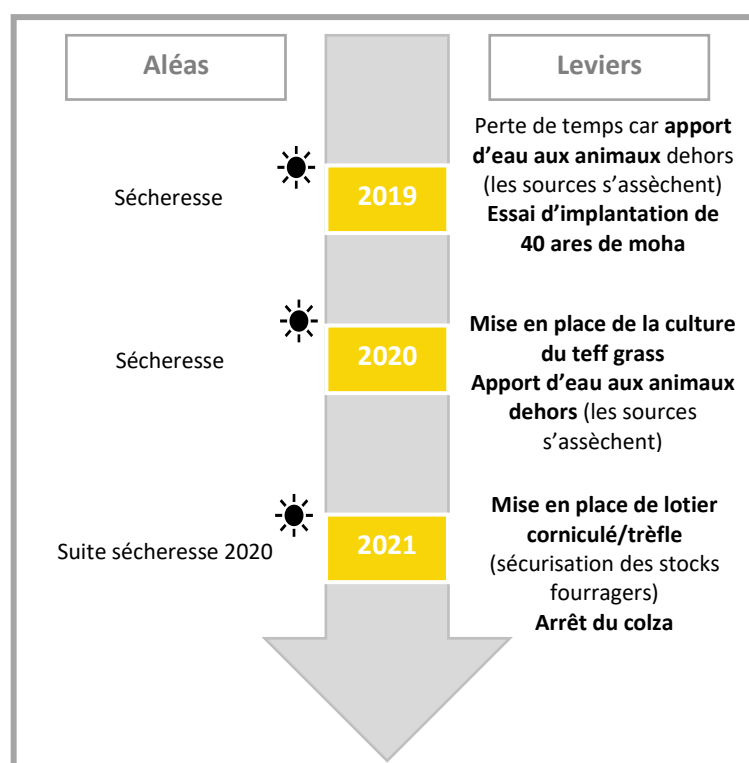 Aléas
Leviers
Sécheresse
2019
Perte de temps car apport
d'eau aux animaux dehors
(les sources s'assèchent)
Essai d'implantation de
40 ares de moha
Sécheresse
2020
Mise en place de la culture
du teff grass
Apport d'eau aux animaux
dehors (les sources
s'assèchent)
Suite sécheresse 2020
2021
Mise en place de lotier
corniculé/trèfle
(sécurisation des stocks
fourragers)
Arrêt du colza